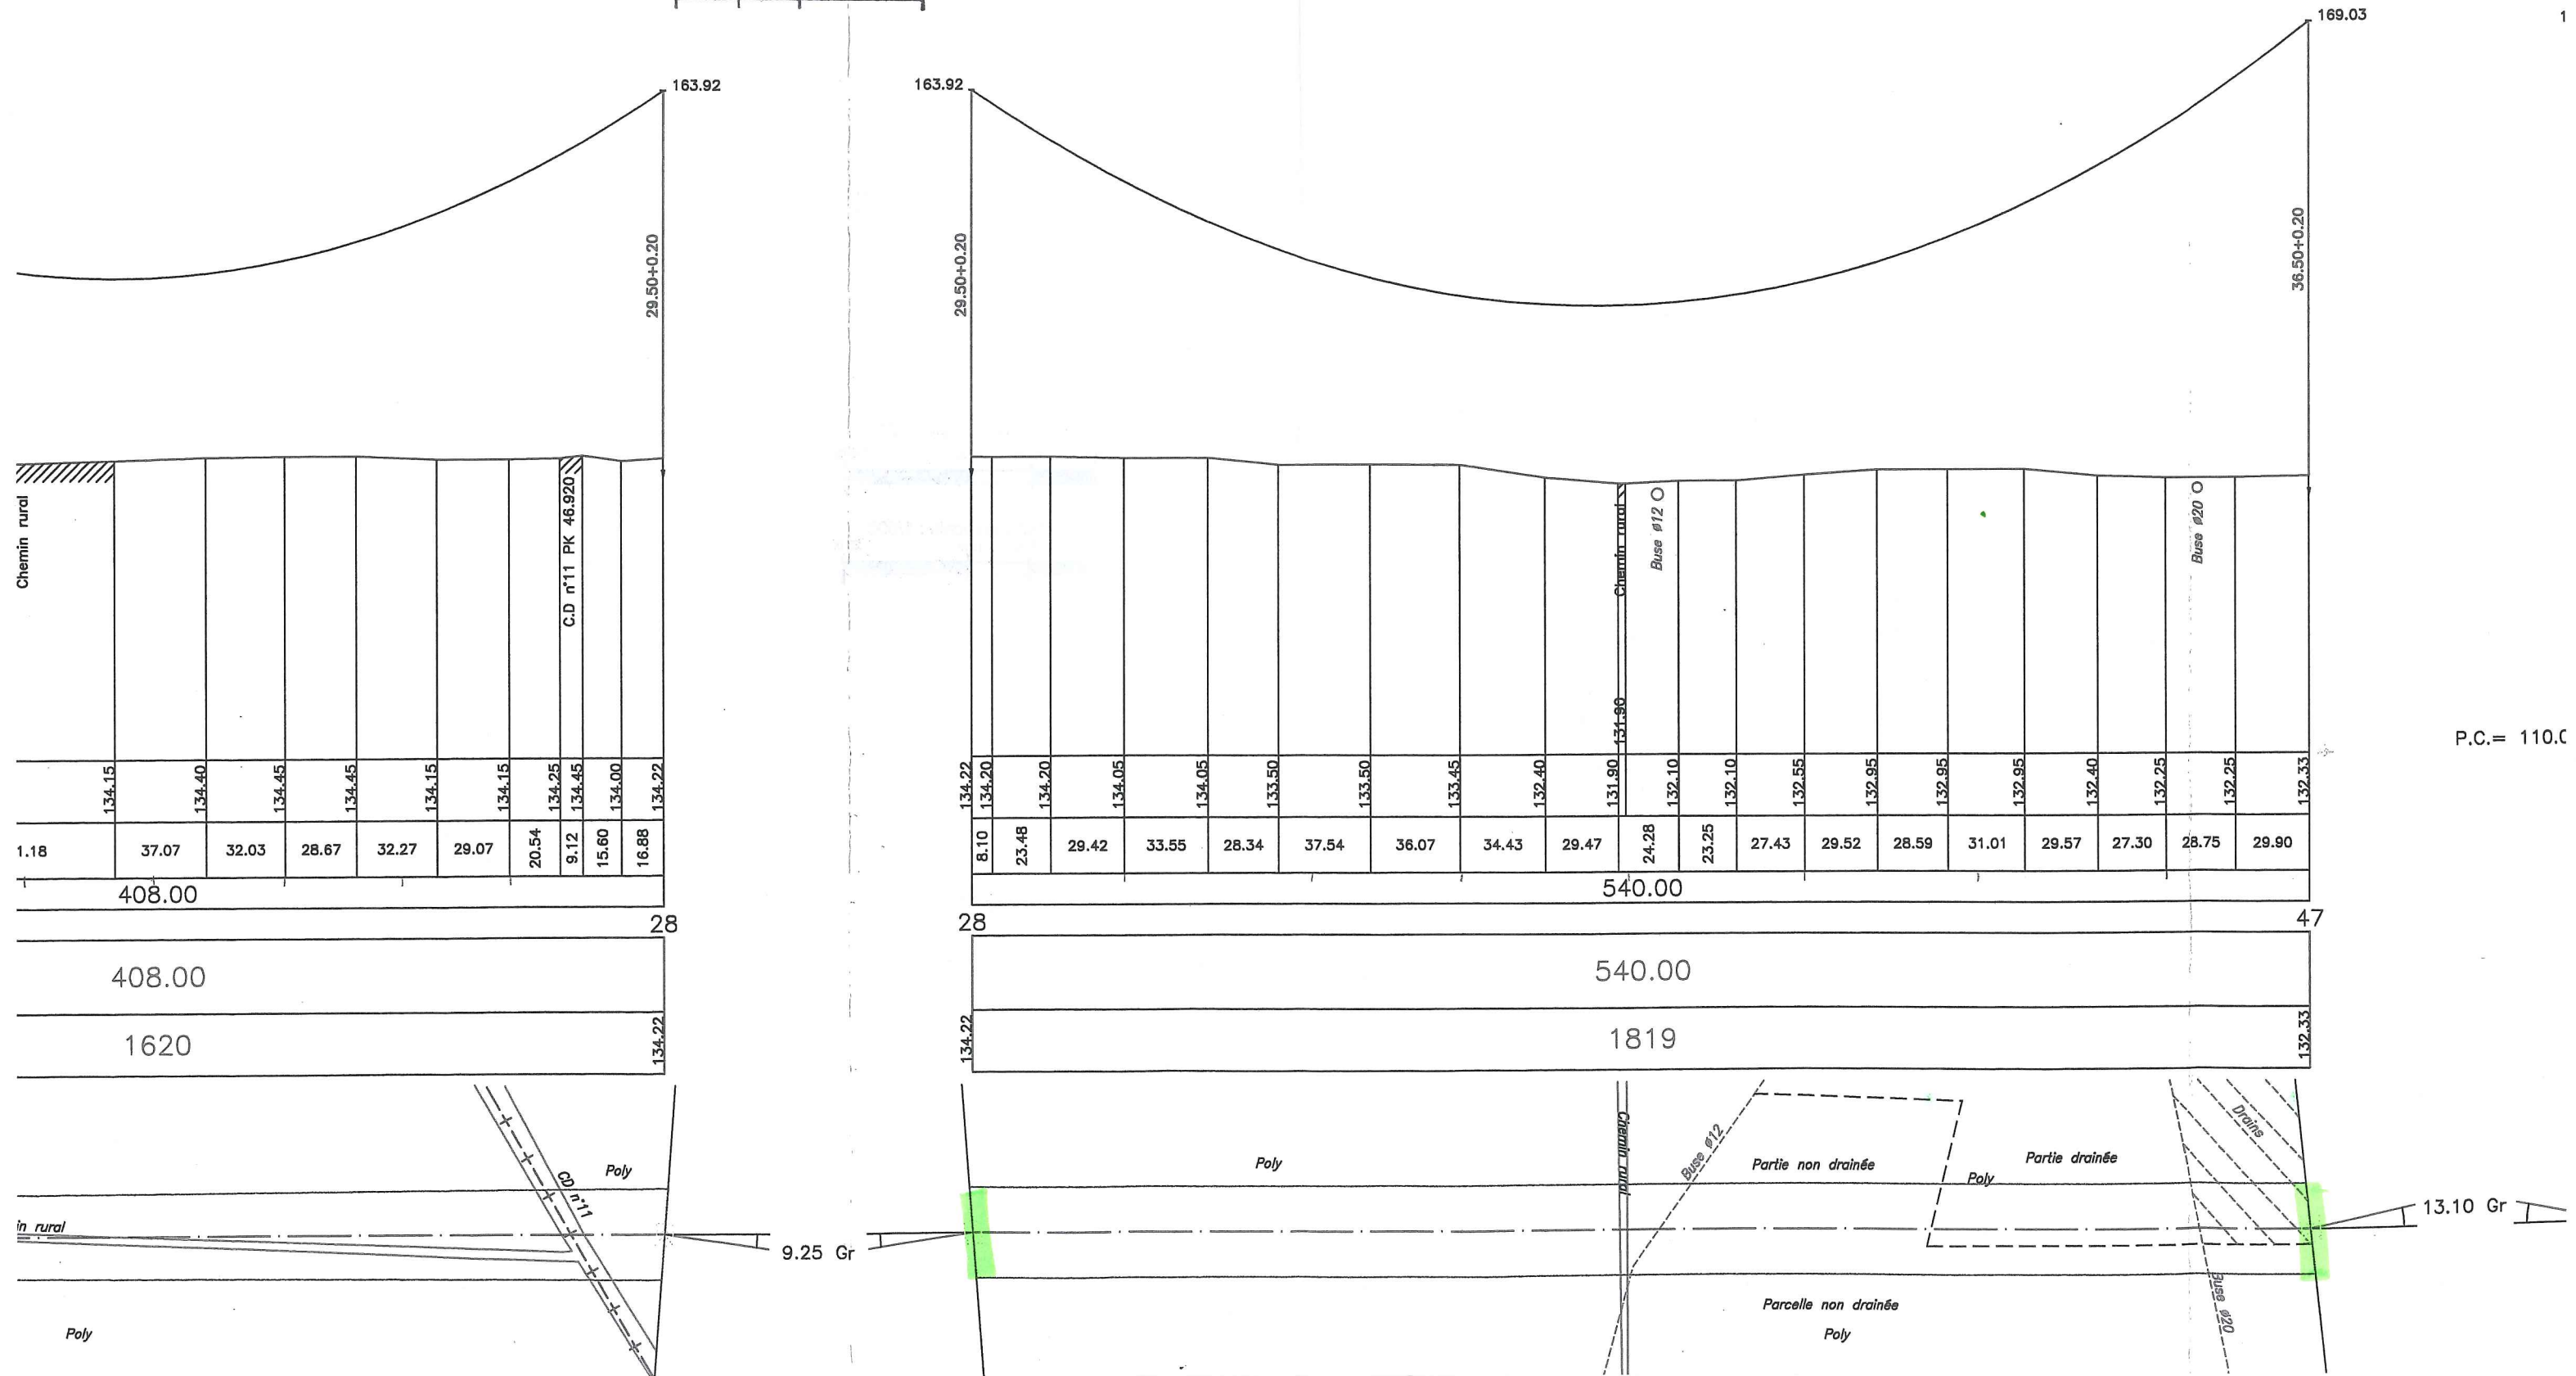 163.92
163.92
169.03
1
29.50+0.20
29.50+0.20
36.50+0.20
Chemin rural
C.D n°11 PK 46.920
Chemin rural
Buse ø12
Buse ø20
131.90
P.C.= 110.0
134.15 134.40 134.45 134.45 134.15 134.15 134.25 134.45 134.00 134.22
134.22 134.20 134.20 134.05 134.05 133.50 133.50 133.45 132.40 131.90 132.10 132.10 132.55 132.95 132.95 132.95 132.40 132.25 132.25 132.33
1.18 37.07 32.03 28.67 32.27 29.07 20.54 9.12 15.60 16.88
8.10 23.48 29.42 33.55 28.34 37.54 36.07 34.43 29.47 24.28 23.25 27.43 29.52 28.59 31.01 29.57 27.30 28.75 29.90
408.00
540.00
28
28
47
408.00
540.00
1620
134.22
134.22
1819
132.33
CD n°11
Poly
in rural
Poly
9.25 Gr
Poly
Chemin rural
Buse ø12
Partie non drainée
Poly
Partie drainée
Drains
13.10 Gr
Buse ø20
Parcelle non drainée
Poly